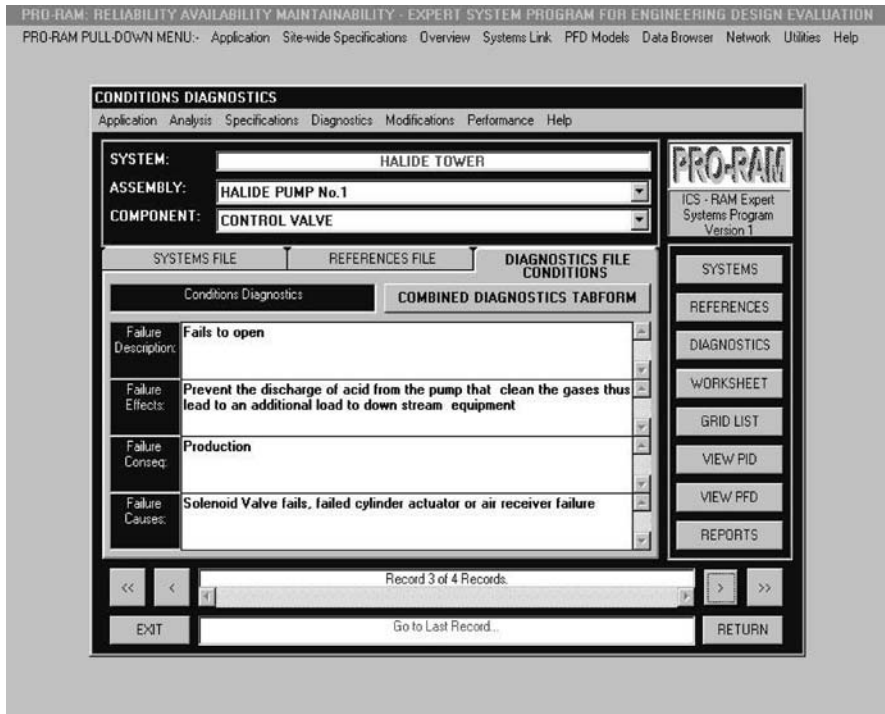 PRO-RAM: RELIABILITY AVAILABILITY MAINTAINABILITY - EXPERT SYSTEM PROGRAM FOR ENGINEERING DESIGN EVALUATION
PRO-RAM PULL-DOWN MENU:- Application Site-wide Specifications Overview Systems Link PFD Models Data Browser Network Utilities Help
CONDITIONS DIAGNOSTICS
Application Analysis Specifications Diagnostics Modifications Performance Help
SYSTEM: HALIDE TOWER
ASSEMBLY: HALIDE PUMP No.1
COMPONENT: CONTROL VALVE
PRO-RAM
ICS - RAM Expert
Systems Program
Version 1
SYSTEMS FILE REFERENCES FILE DIAGNOSTICS FILE
CONDITIONS
Conditions Diagnostics COMBINED DIAGNOSTICS TABFORM
Failure
Description:
Fails to open
Failure
Effects:
Prevent the discharge of acid from the pump that clean the gases thus
lead to an additional load to down stream equipment
Failure
Conseq:
Production
Failure
Causes:
Solenoid Valve fails, failed cylinder actuator or air receiver failure
SYSTEMS
REFERENCES
DIAGNOSTICS
WORKSHEET
GRID LIST
VIEW PID
VIEW PFD
REPORTS
<< < Record 3 of 4 Records. > >>
EXIT Go to Last Record... RETURN